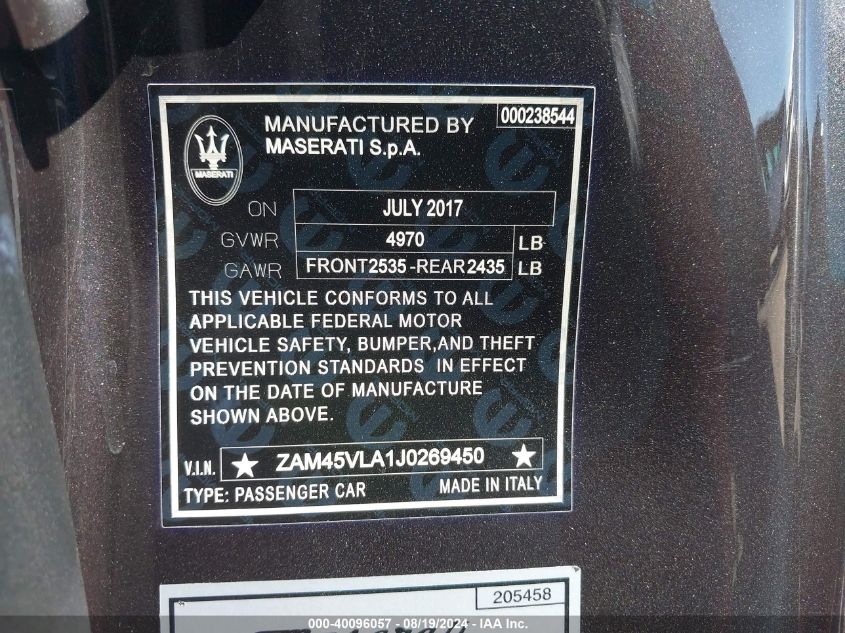 000238544
MANUFACTURED BY
MASERATI S.p.A.
MASERATI
ON JULY 2017
GVWR 4970 LB
GAWR FRONT2535-REAR2435 LB
THIS VEHICLE CONFORMS TO ALL
APPLICABLE FEDERAL MOTOR
VEHICLE SAFETY, BUMPER,AND THEFT
PREVENTION STANDARDS IN EFFECT
ON THE DATE OF MANUFACTURE
SHOWN ABOVE.
V.I.N. ★ ZAM45VLA1J0269450 ★
TYPE: PASSENGER CAR MADE IN ITALY
205458
000-40096057 - 08/19/2024 - IAA Inc.